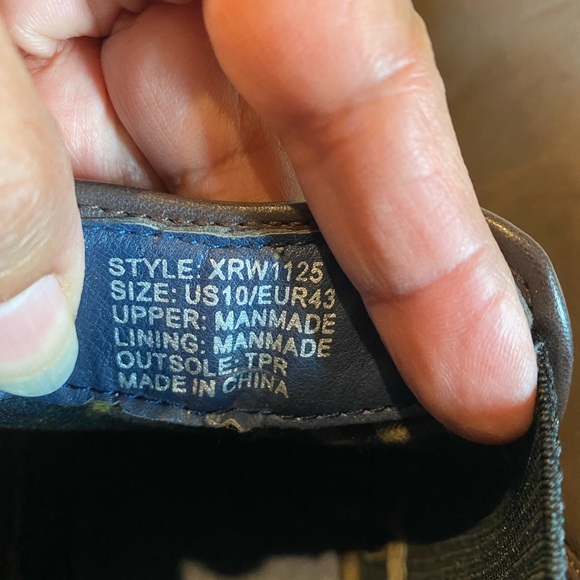 STYLE: XRW1125
SIZE: US10/EUR43
UPPER: MANMADE
LINING: MANMADE
OUTSOLE: TPR
MADE IN CHINA